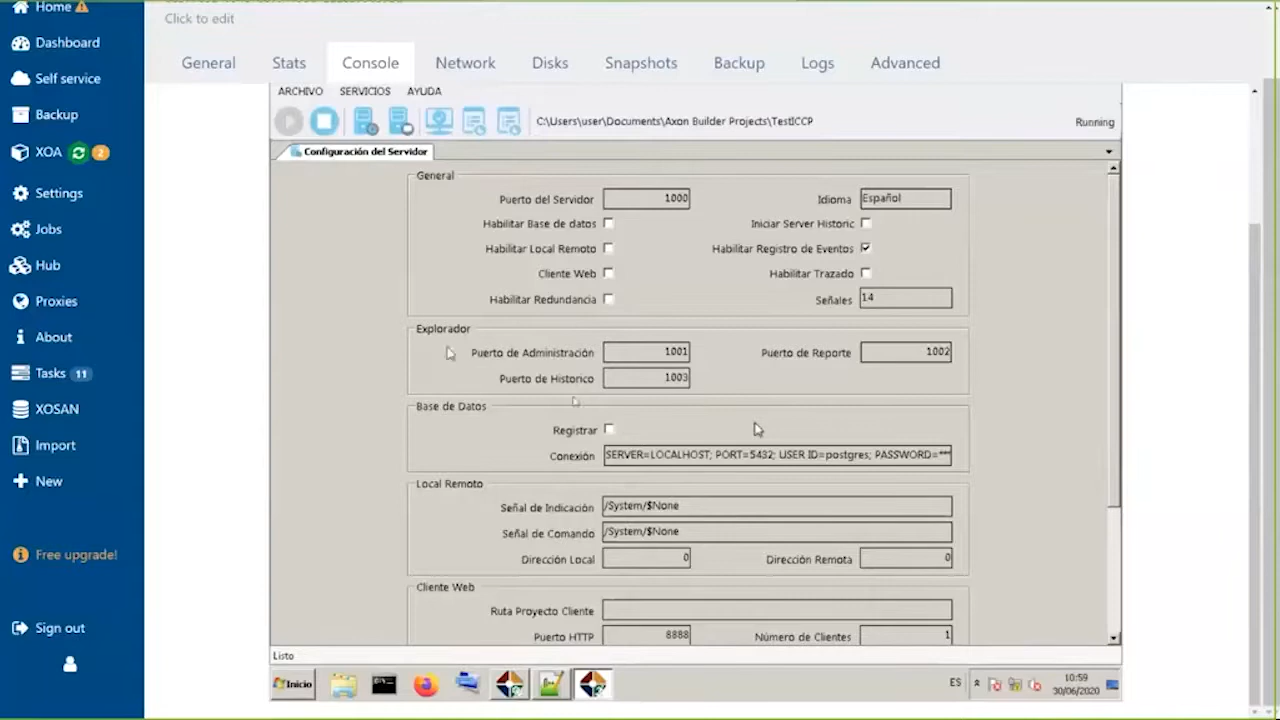 Home
Click to edit
Dashboard
Self service
Backup
XOA 2
Settings
Jobs
Hub
Proxies
About
Tasks 11
XOSAN
Import
New
Free upgrade!
Sign out
General Stats Console Network Disks Snapshots Backup Logs Advanced
ARCHIVO SERVICIOS AYUDA
C:\Users\user\Documents\Axon Builder Projects\TestICCP
Running
Configuración del Servidor
General
Puerto del Servidor 1000 Idioma Español
Habilitar Base de datos Iniciar Server Historic
Habilitar Local Remoto Habilitar Registro de Eventos
Cliente Web Habilitar Trazado
Habilitar Redundancia Señales 14
Explorador
Puerto de Administración 1001 Puerto de Reporte 1002
Puerto de Historico 1003
Base de Datos
Registrar
Conexión SERVER=LOCALHOST; PORT=5432; USER ID=postgres; PASSWORD=***
Local Remoto
Señal de Indicación /System/$None
Señal de Comando /System/$None
Dirección Local 0 Dirección Remota 0
Cliente Web
Ruta Proyecto Cliente
Puerto HTTP 8888 Número de Clientes 1
Listo
Inicio
ES
10:59
30/06/2020